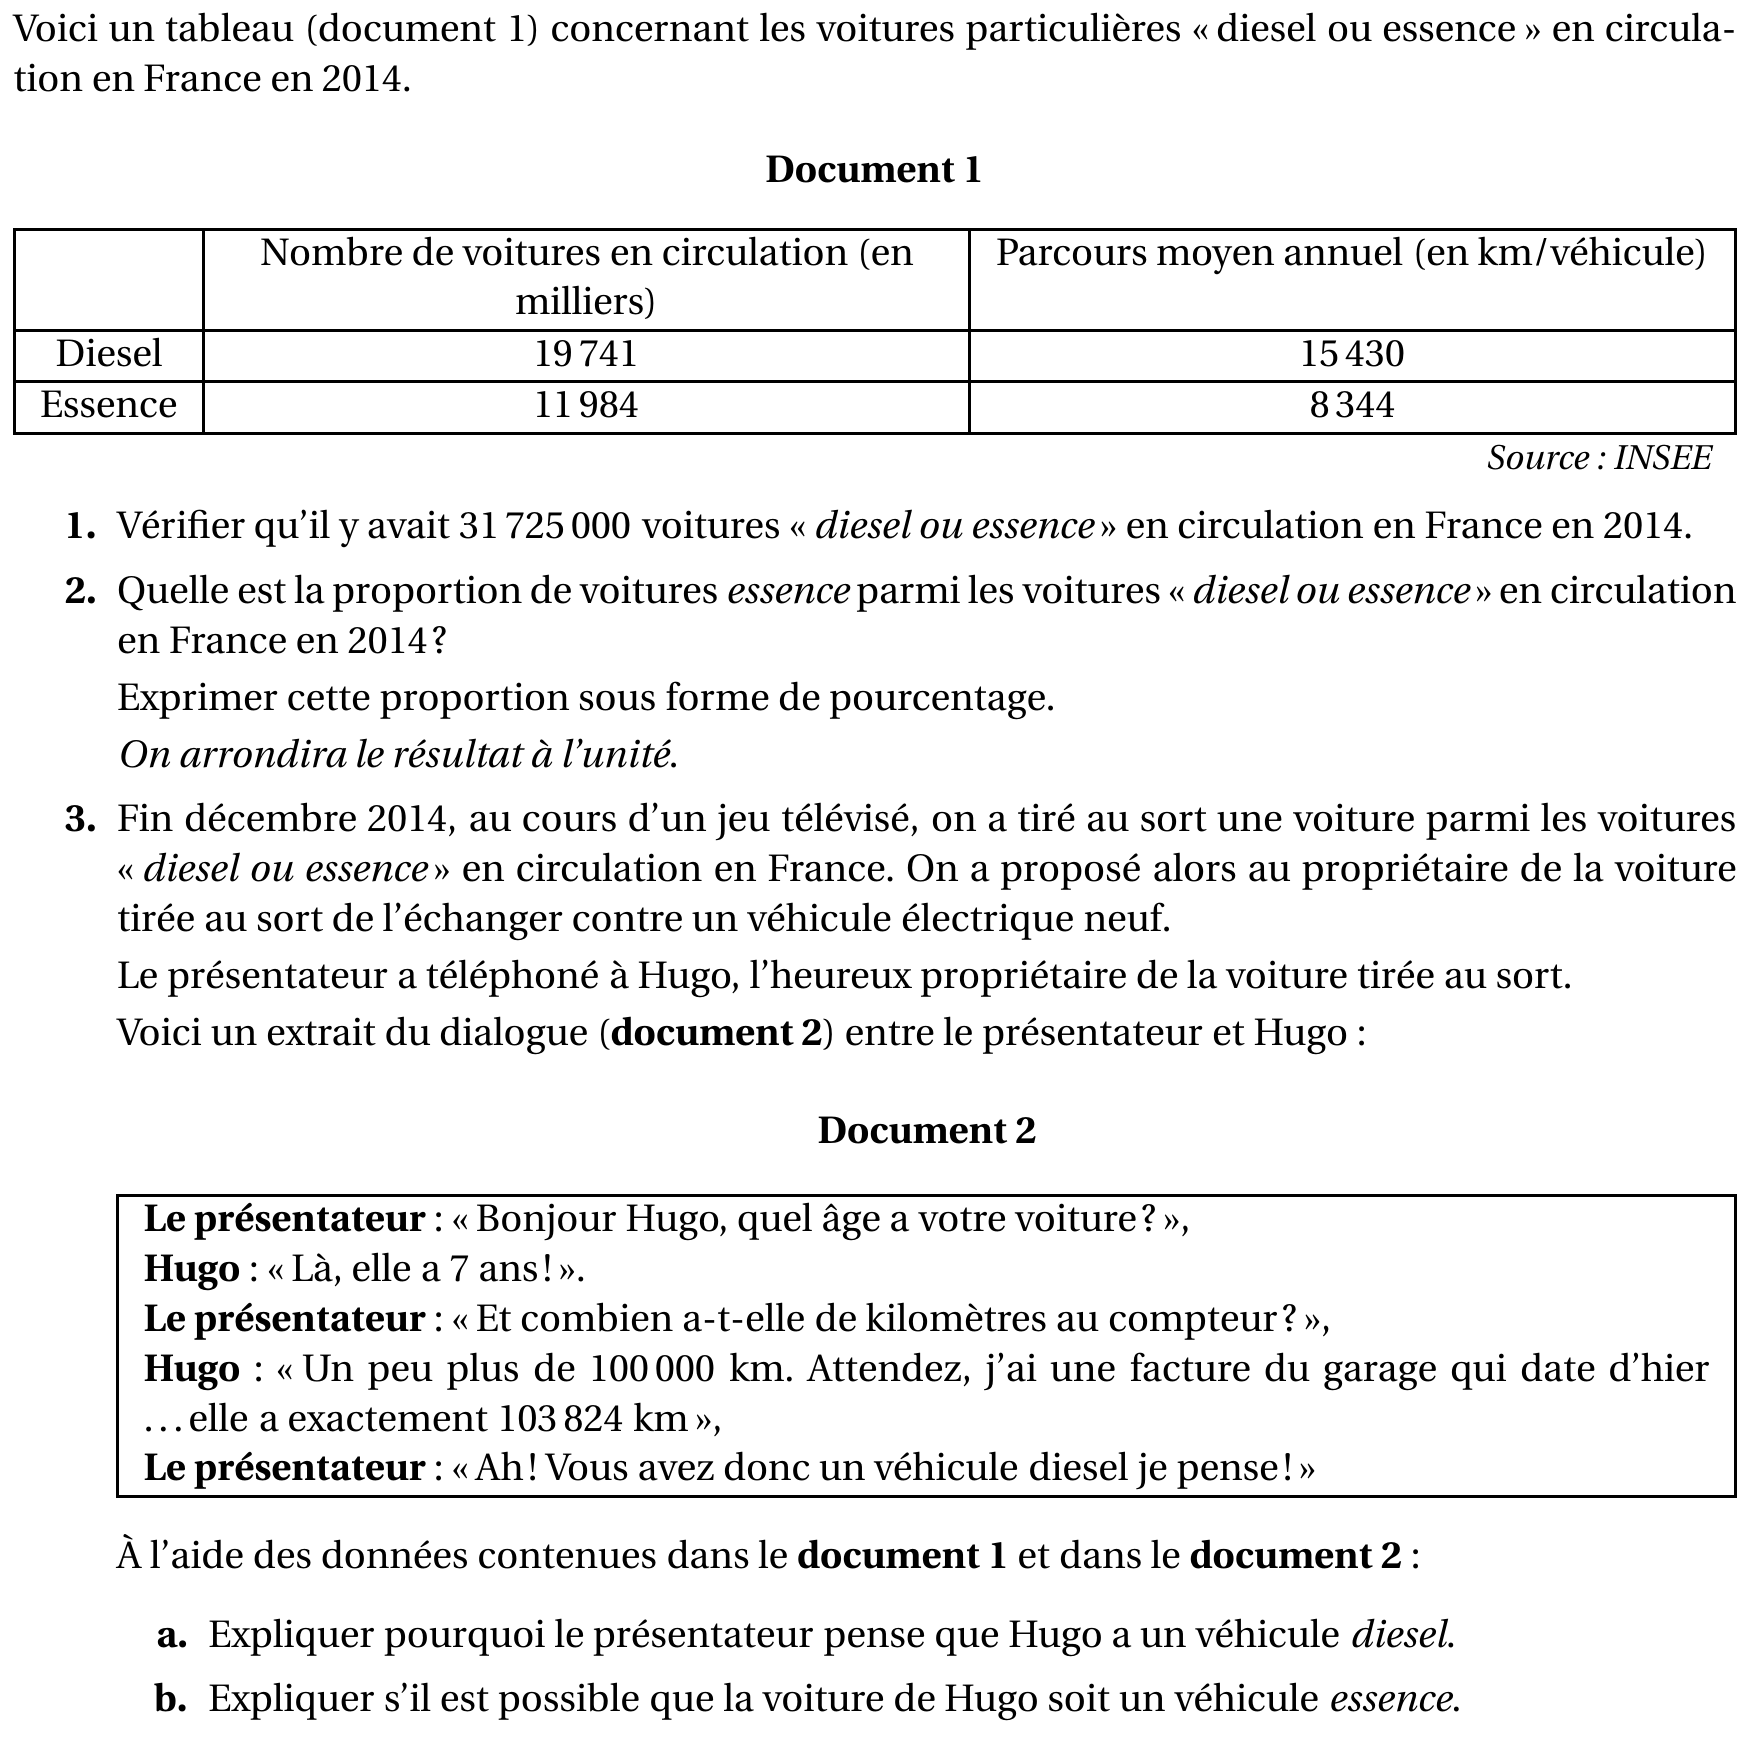 Voici un tableau (document 1) concernant les voitures particulières « diesel ou essence » en circula-
tion en France en 2014.
Document 1
Nombre de voitures en circulation (en
milliers)
Parcours moyen annuel (en km/véhicule)
Diesel 19 741 15 430
Essence 11 984 8 344
Source : INSEE
1. Vérifier qu’il y avait 31 725 000 voitures « diesel ou essence » en circulation en France en 2014.
2. Quelle est la proportion de voitures essence parmi les voitures « diesel ou essence » en circulation
en France en 2014 ?
Exprimer cette proportion sous forme de pourcentage.
On arrondira le résultat à l’unité.
3. Fin décembre 2014, au cours d’un jeu télévisé, on a tiré au sort une voiture parmi les voitures
« diesel ou essence » en circulation en France. On a proposé alors au propriétaire de la voiture
tirée au sort de l’échanger contre un véhicule électrique neuf.
Le présentateur a téléphoné à Hugo, l’heureux propriétaire de la voiture tirée au sort.
Voici un extrait du dialogue (document 2) entre le présentateur et Hugo :
Document 2
Le présentateur : « Bonjour Hugo, quel âge a votre voiture ? »,
Hugo : « Là, elle a 7 ans ! ».
Le présentateur : « Et combien a-t-elle de kilomètres au compteur ? »,
Hugo : « Un peu plus de 100 000 km. Attendez, j’ai une facture du garage qui date d’hier
... elle a exactement 103 824 km »,
Le présentateur : « Ah ! Vous avez donc un véhicule diesel je pense ! »
À l’aide des données contenues dans le document 1 et dans le document 2 :
a. Expliquer pourquoi le présentateur pense que Hugo a un véhicule diesel.
b. Expliquer s’il est possible que la voiture de Hugo soit un véhicule essence.